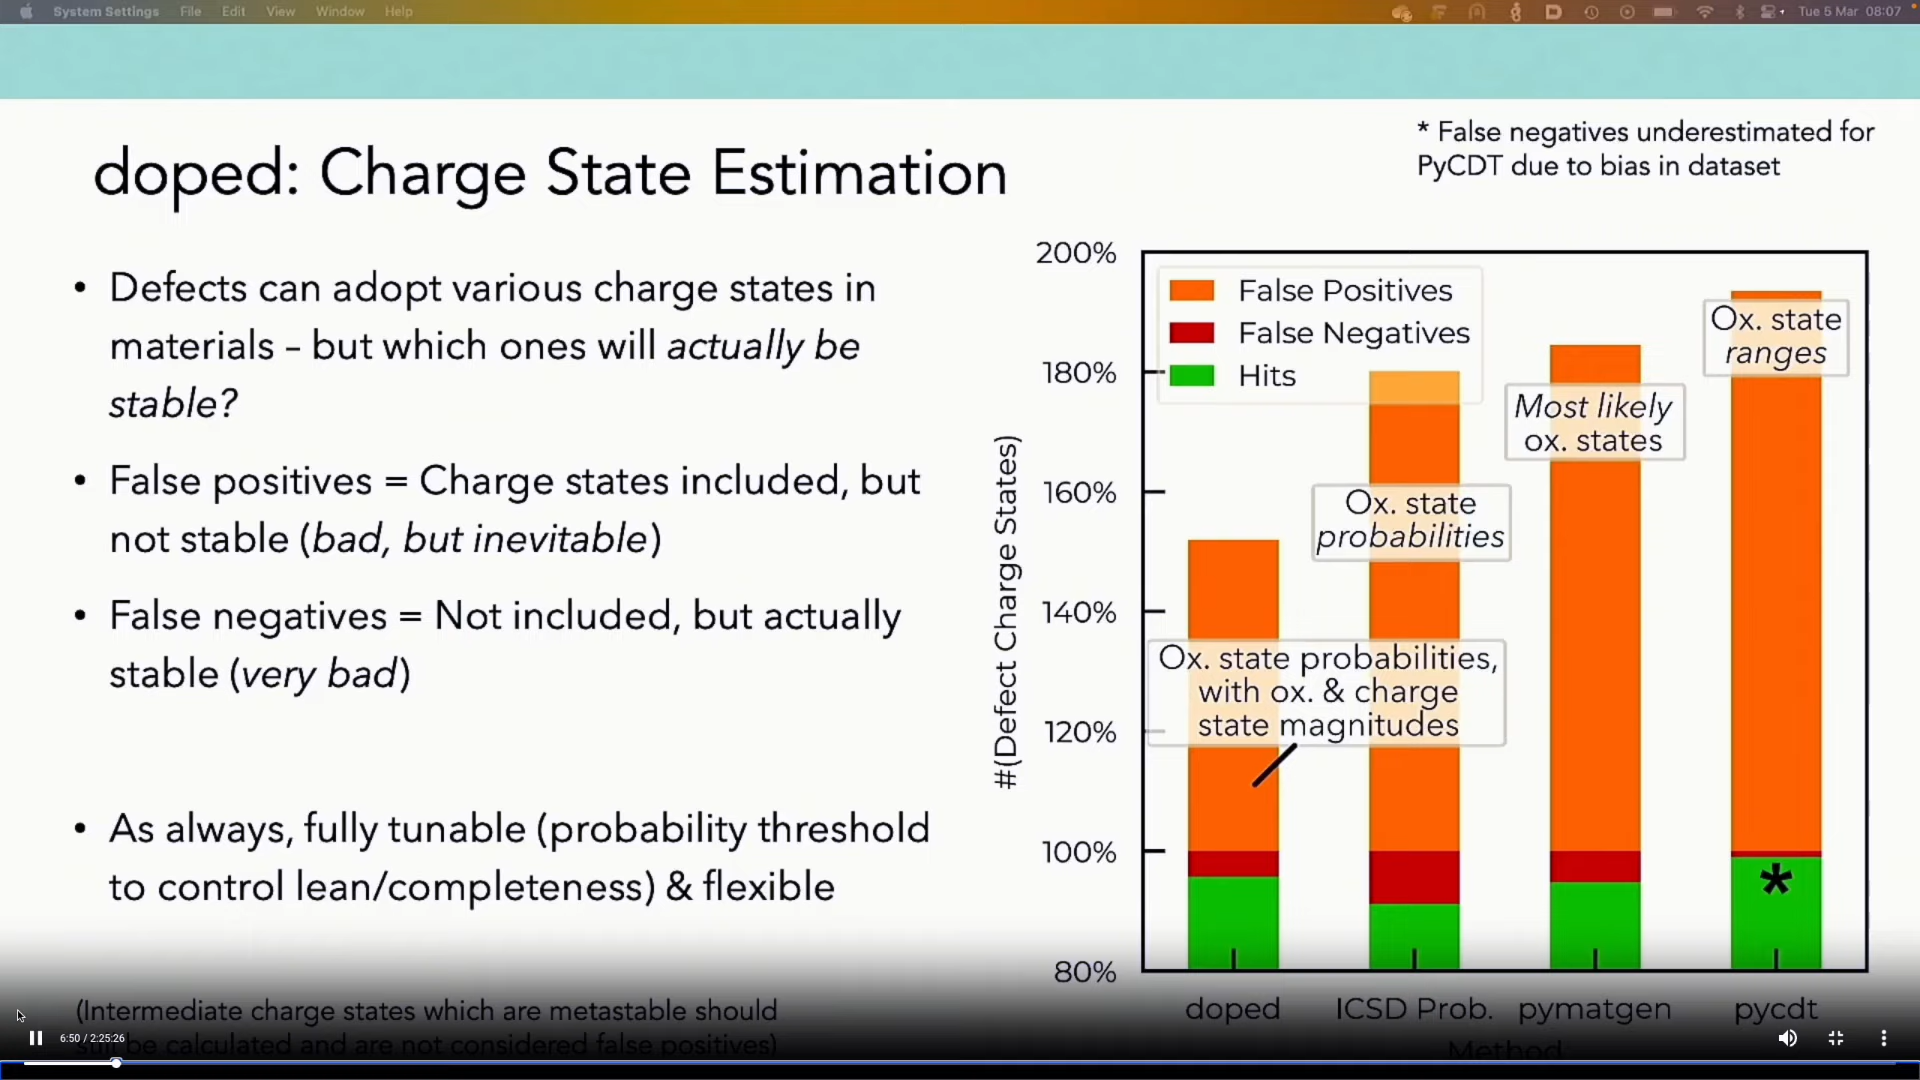 System Settings File Edit View Window Help
Tue 5 Mar 08:07
* False negatives underestimated for
PyCDT due to bias in dataset
doped: Charge State Estimation
• Defects can adopt various charge states in
materials – but which ones will actually be
stable?
• False positives = Charge states included, but
not stable (bad, but inevitable)
• False negatives = Not included, but actually
stable (very bad)
• As always, fully tunable (probability threshold
to control lean/completeness) & flexible
(Intermediate charge states which are metastable should
be calculated and are not considered false positives)
#(Defect Charge States)
200%
180%
160%
140%
120%
100%
80%
False Positives
False Negatives
Hits
Ox. state
ranges
Most likely
ox. states
Ox. state
probabilities
Ox. state probabilities,
with ox. & charge
state magnitudes
*
doped ICSD Prob. pymatgen pycdt
Method
6:50 / 2:25:26